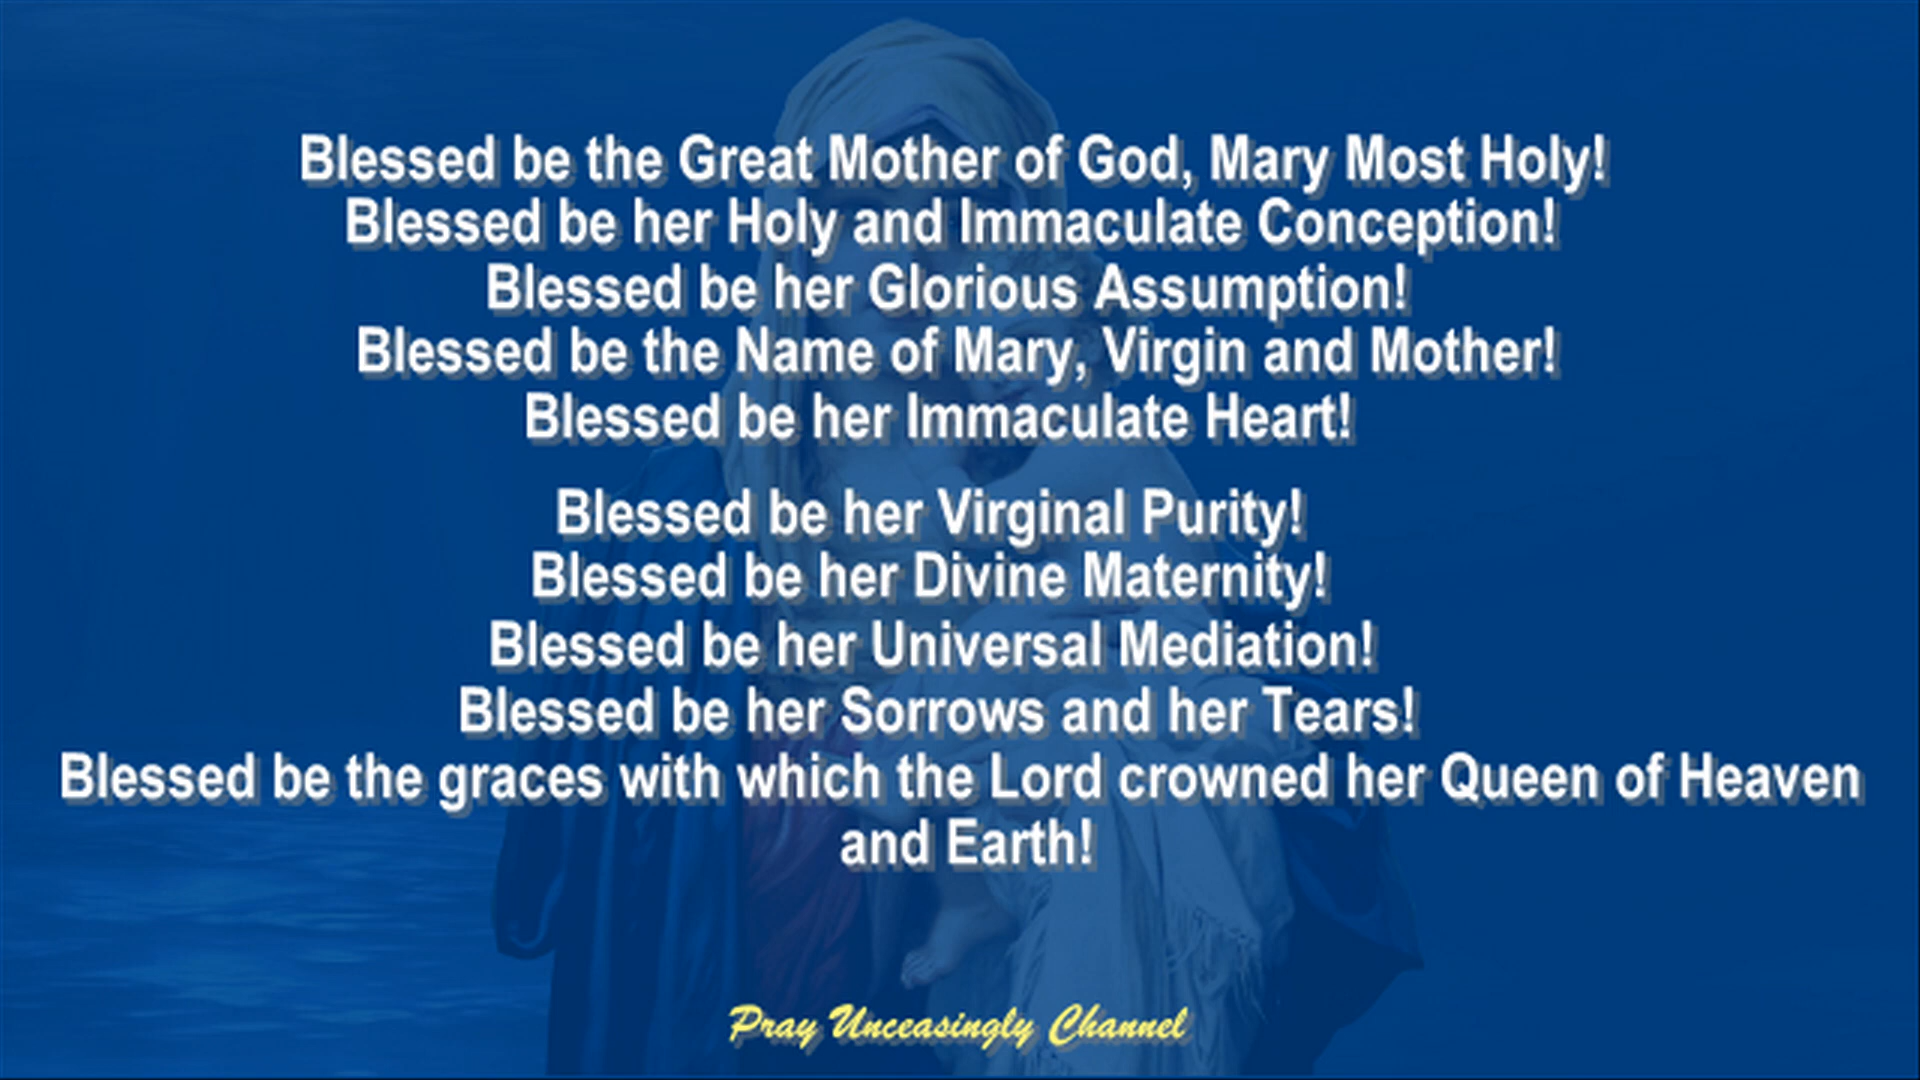 Blessed be the Great Mother of God, Mary Most Holy!
Blessed be her Holy and Immaculate Conception!
Blessed be her Glorious Assumption!
Blessed be the Name of Mary, Virgin and Mother!
Blessed be her Immaculate Heart!
Blessed be her Virginal Purity!
Blessed be her Divine Maternity!
Blessed be her Universal Mediation!
Blessed be her Sorrows and her Tears!
Blessed be the graces with which the Lord crowned her Queen of Heaven
and Earth!
Pray Unceasingly Channel